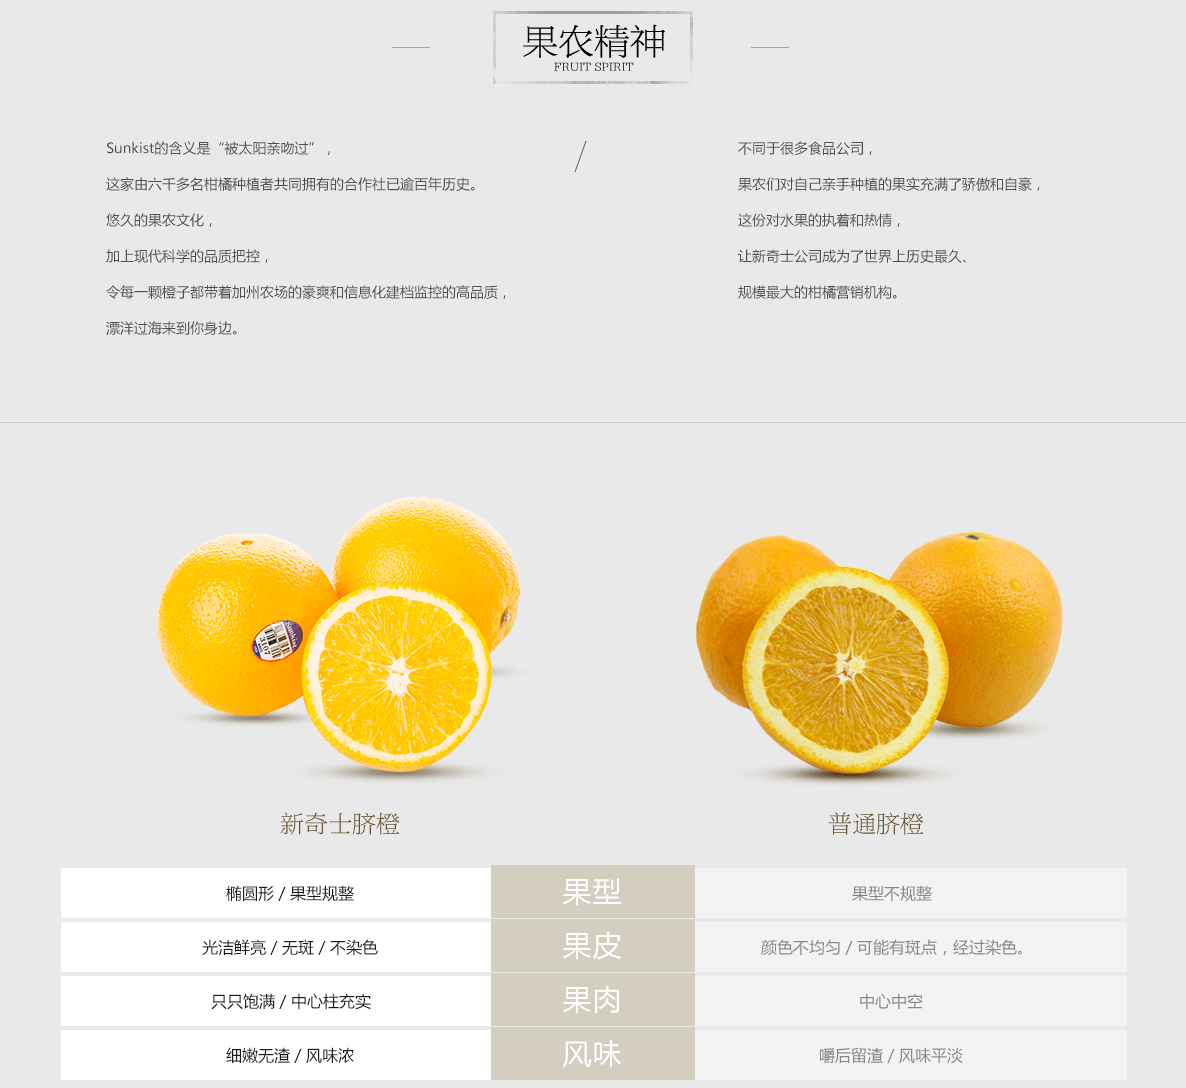 果农精神
FRUIT SPIRIT
Sunkist的含义是“被太阳亲吻过”，
这家由六千多名柑橘种植者共同拥有的合作社已逾百年历史。
悠久的果农文化，
加上现代科学的品质把控，
令每一颗橙子都带着加州农场的豪爽和信息化建档监控的高品质，
漂洋过海来到你身边。
不同于很多食品公司，
果农们对自己亲手种植的果实充满了骄傲和自豪，
这份对水果的执着和热情，
让新奇士公司成为了世界上历史最久、
规模最大的柑橘营销机构。
Sunkist
3107
新奇士脐橙
普通脐橙
椭圆形 / 果型规整
果型
果型不规整
光洁鲜亮 / 无斑 / 不染色
果皮
颜色不均匀 / 可能有斑点，经过染色。
只只饱满 / 中心柱充实
果肉
中心中空
细嫩无渣 / 风味浓
风味
嚼后留渣 / 风味平淡